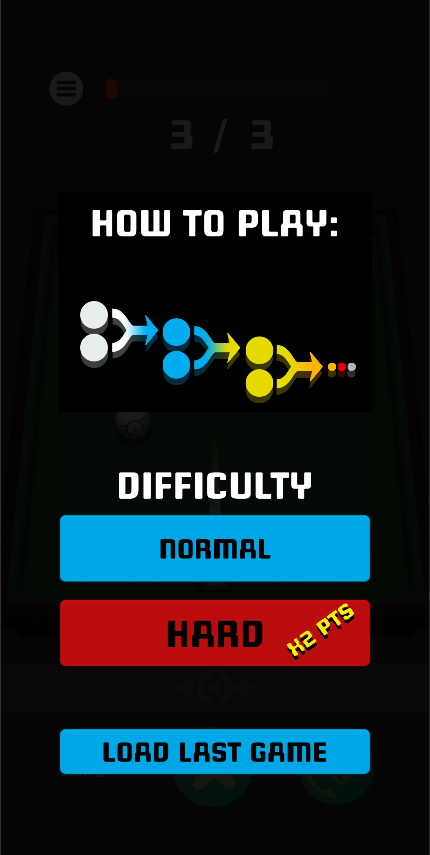 3 / 3
HOW TO PLAY:
DIFFICULTY
NORMAL
HARD
X2 PTS
LOAD LAST GAME